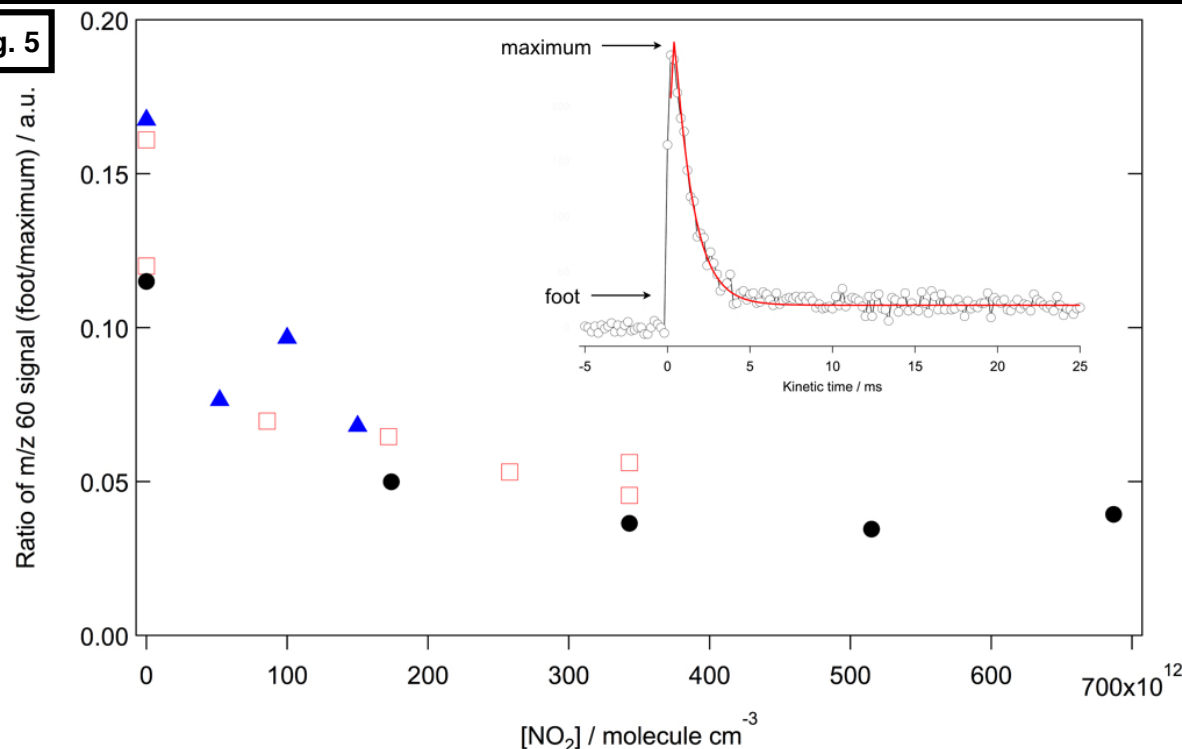 g. 5
Ratio of m/z 60 signal (foot/maximum) / a.u.
0.20
0.15
0.10
0.05
0.00
maximum
foot
-5 0 5 10 15 20 25
Kinetic time / ms
0 100 200 300 400 500 600 700x10¹²
[NO₂] / molecule cm⁻³